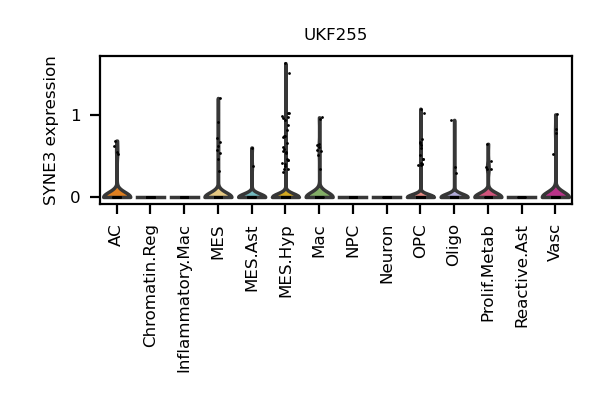 UKF255
SYNE3 expression
1
0
AC
Chromatin.Reg
Inflammatory.Mac
MES
MES.Ast
MES.Hyp
Mac
NPC
Neuron
OPC
Oligo
Prolif.Metab
Reactive.Ast
Vasc